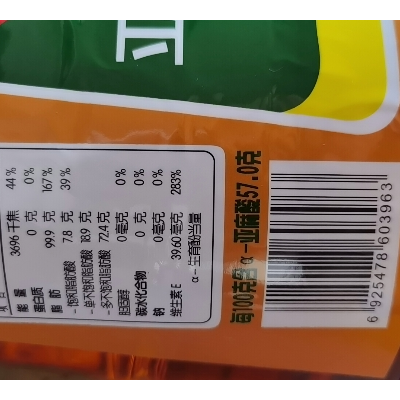 亚
能 量 3696 千焦 44%
蛋白质 0 克 0%
脂 肪 99.9 克 167%
-饱和脂肪酸 7.8 克 39%
-单不饱和脂肪酸 18.9 克
-多不饱和脂肪酸 72.4 克
胆固醇 0 毫克 0%
碳水化合物 0 克 0%
钠 0 毫克 0%
维生素 E 39.60 毫克 283%
α-生育酚当量
每100克含α-亚麻酸57.0克
6 925478 603963